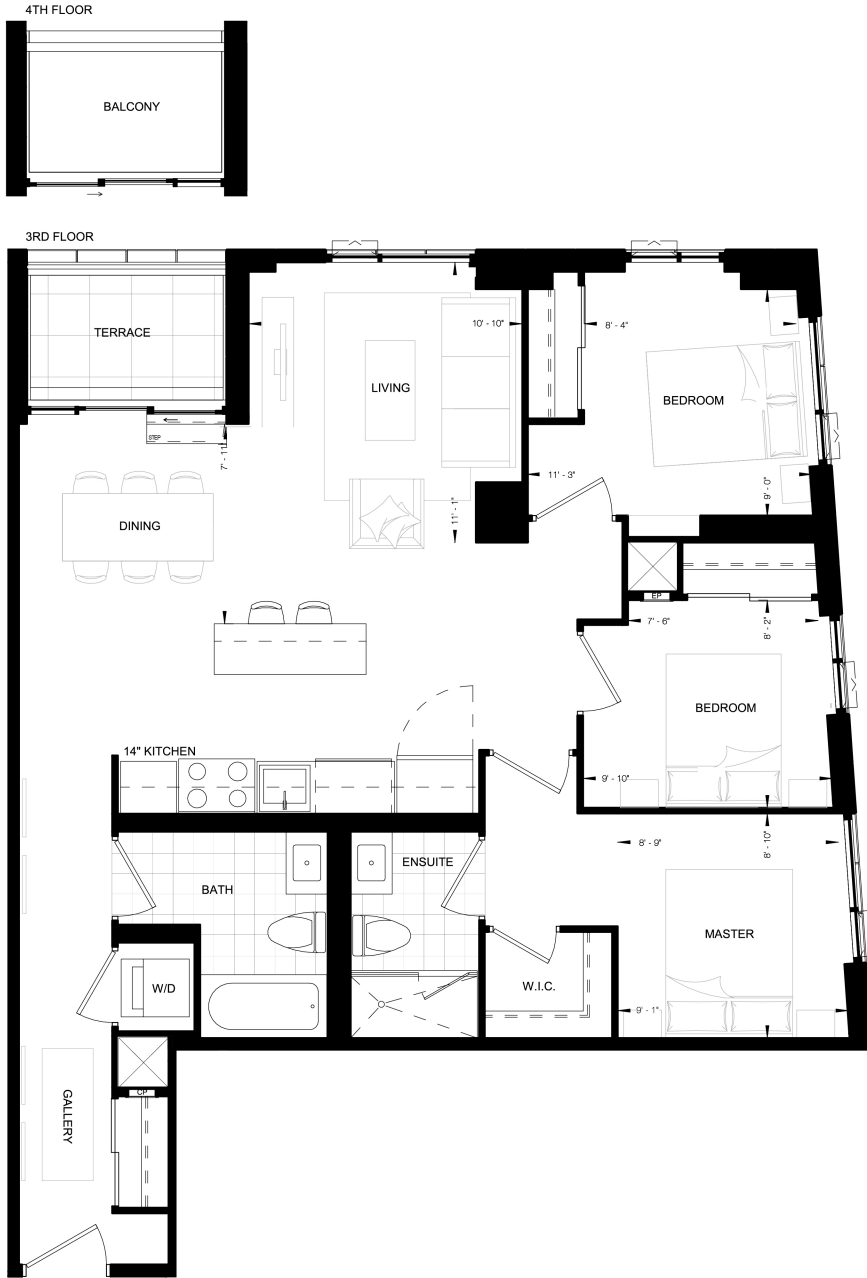 4TH FLOOR
BALCONY
3RD FLOOR
TERRACE
10' - 10"
8' - 4"
LIVING
BEDROOM
STEP
7' - 11"
11' - 3"
9' - 0"
11' - 1"
DINING
EP
7' - 6"
8' - 2"
BEDROOM
14" KITCHEN
9' - 10"
8' - 9"
8' - 10"
ENSUITE
BATH
MASTER
W/D
W.I.C.
9' - 1"
CP
GALLERY